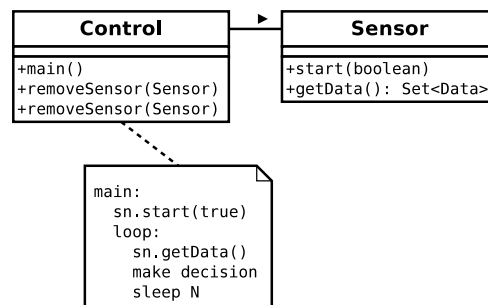 Control
+main()
+removeSensor(Sensor)
+removeSensor(Sensor)
Sensor
+start(boolean)
+getData(): Set<Data>
main:
sn.start(true)
loop:
sn.getData()
make decision
sleep N